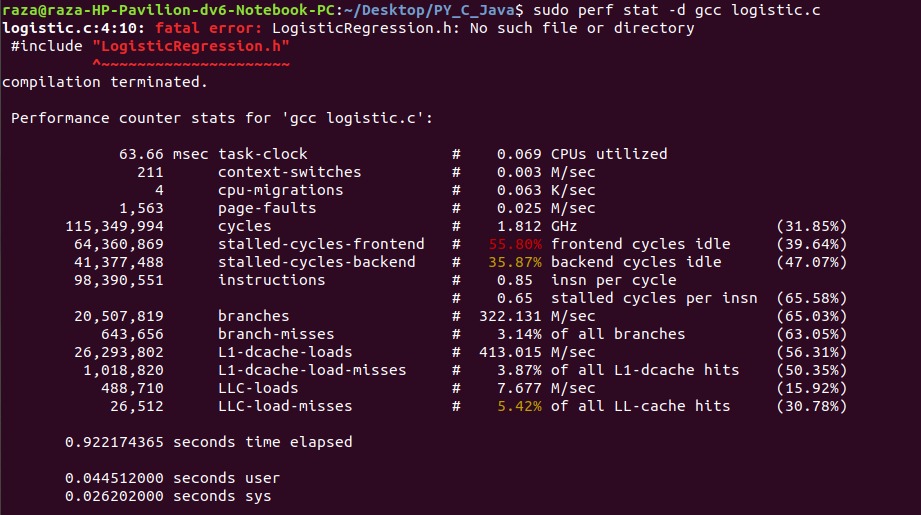 raza@raza-HP-Pavilion-dv6-Notebook-PC:~/Desktop/PY_C_Java$ sudo perf stat -d gcc logistic.c
logistic.c:4:10: fatal error: LogisticRegression.h: No such file or directory
 #include "LogisticRegression.h"
          ^~~~~~~~~~~~~~~~~~~~~~
compilation terminated.

 Performance counter stats for 'gcc logistic.c':

             63.66 msec task-clock                #    0.069 CPUs utilized
               211      context-switches          #    0.003 M/sec
                 4      cpu-migrations            #    0.063 K/sec
             1,563      page-faults               #    0.025 M/sec
       115,349,994      cycles                    #    1.812 GHz                      (31.85%)
        64,360,869      stalled-cycles-frontend   #   55.80% frontend cycles idle     (39.64%)
        41,377,488      stalled-cycles-backend    #   35.87% backend cycles idle      (47.07%)
        98,390,551      instructions              #    0.85  insn per cycle
                                                  #    0.65  stalled cycles per insn  (65.58%)
        20,507,819      branches                  #  322.131 M/sec                    (65.03%)
           643,656      branch-misses             #    3.14% of all branches          (63.05%)
        26,293,802      L1-dcache-loads           #  413.015 M/sec                    (56.31%)
         1,018,820      L1-dcache-load-misses     #    3.87% of all L1-dcache hits    (50.35%)
           488,710      LLC-loads                 #    7.677 M/sec                    (15.92%)
            26,512      LLC-load-misses           #    5.42% of all LL-cache hits     (30.78%)

       0.922174365 seconds time elapsed

       0.044512000 seconds user
       0.026202000 seconds sys